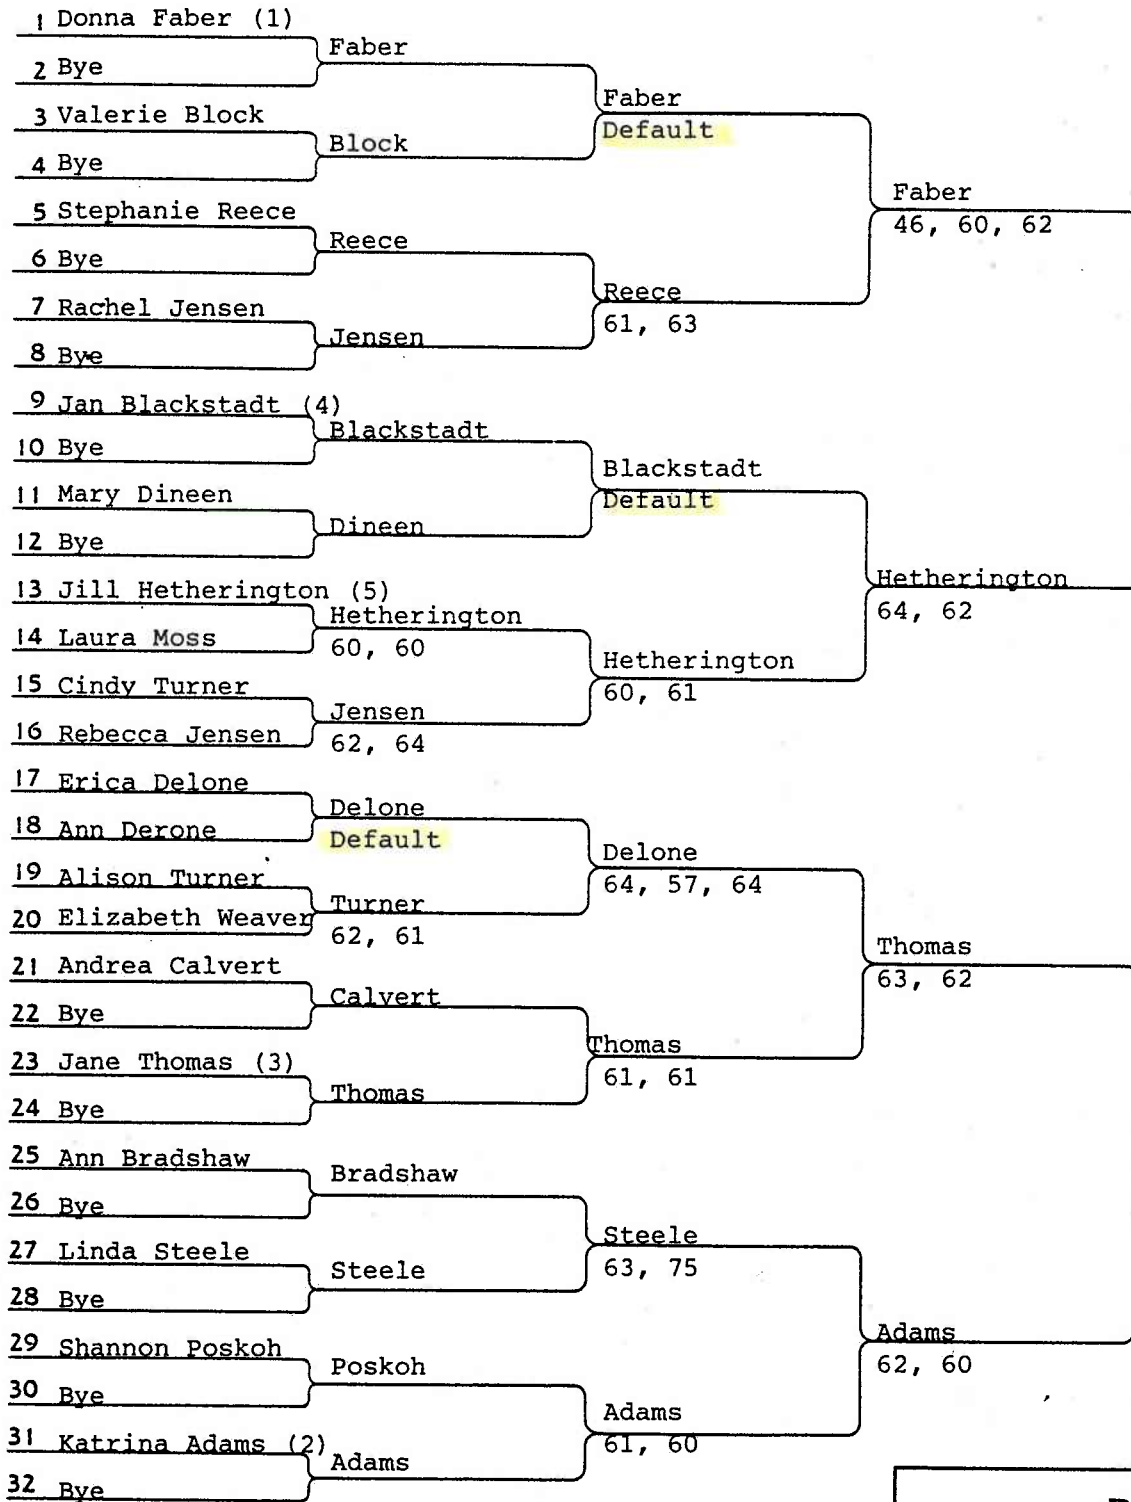 1 Donna Faber (1)
2 Bye
3 Valerie Block
4 Bye
5 Stephanie Reece
6 Bye
7 Rachel Jensen
8 Bye
9 Jan Blackstadt (4)
10 Bye
11 Mary Dineen
12 Bye
13 Jill Hetherington (5)
14 Laura Moss
15 Cindy Turner
16 Rebecca Jensen
17 Erica Delone
18 Ann Derone
19 Alison Turner
20 Elizabeth Weaver
21 Andrea Calvert
22 Bye
23 Jane Thomas (3)
24 Bye
25 Ann Bradshaw
26 Bye
27 Linda Steele
28 Bye
29 Shannon Poskoh
30 Bye
31 Katrina Adams (2)
32 Bye
Faber
Block
Reece
Jensen
Blackstadt
Dineen
Hetherington
60, 60
Jensen
62, 64
Delone
Default
Turner
62, 61
Calvert
Thomas
Bradshaw
Steele
Poskoh
Adams
Faber
Default
Reece
61, 63
Blackstadt
Default
Hetherington
60, 61
Delone
64, 57, 64
Thomas
61, 61
Steele
63, 75
Adams
61, 60
Faber
46, 60, 62
Hetherington
64, 62
Thomas
63, 62
Adams
62, 60